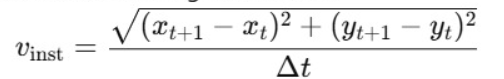 v_inst = √((x_{t+1} − x_t)² + (y_{t+1} − y_t)²) / Δt